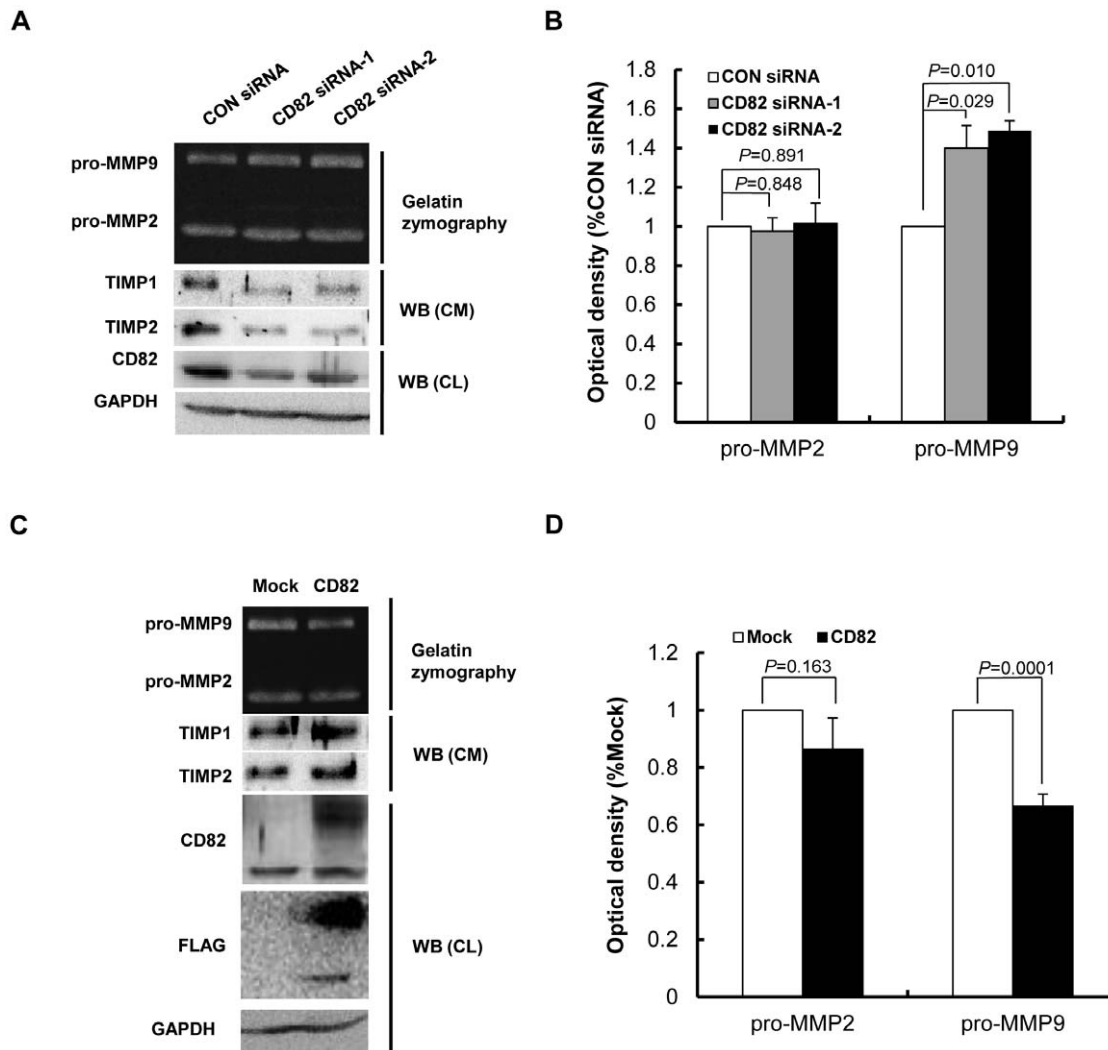 A
CON siRNA
CD82 siRNA-1
CD82 siRNA-2
pro-MMP9
pro-MMP2
Gelatin
zymography
TIMP1
TIMP2
WB (CM)
CD82
GAPDH
WB (CL)
B
Optical density (%CON siRNA)
1.8
1.6
1.4
1.2
1
0.8
0.6
0.4
0.2
0
CON siRNA
CD82 siRNA-1
CD82 siRNA-2
P=0.891
P=0.848
P=0.010
P=0.029
pro-MMP2
pro-MMP9
C
Mock CD82
pro-MMP9
pro-MMP2
Gelatin
zymography
TIMP1
TIMP2
WB (CM)
CD82
FLAG
GAPDH
WB (CL)
D
Optical density (%Mock)
1.2
1
0.8
0.6
0.4
0.2
0
Mock CD82
P=0.163
P=0.0001
pro-MMP2
pro-MMP9